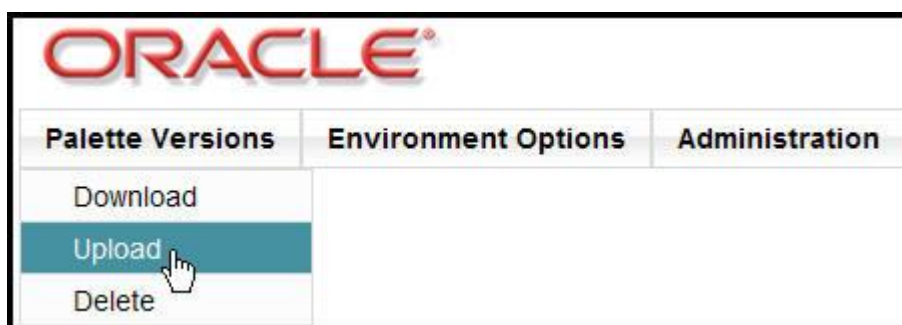 ORACLE®
Palette Versions Environment Options Administration
Download
Upload
Delete